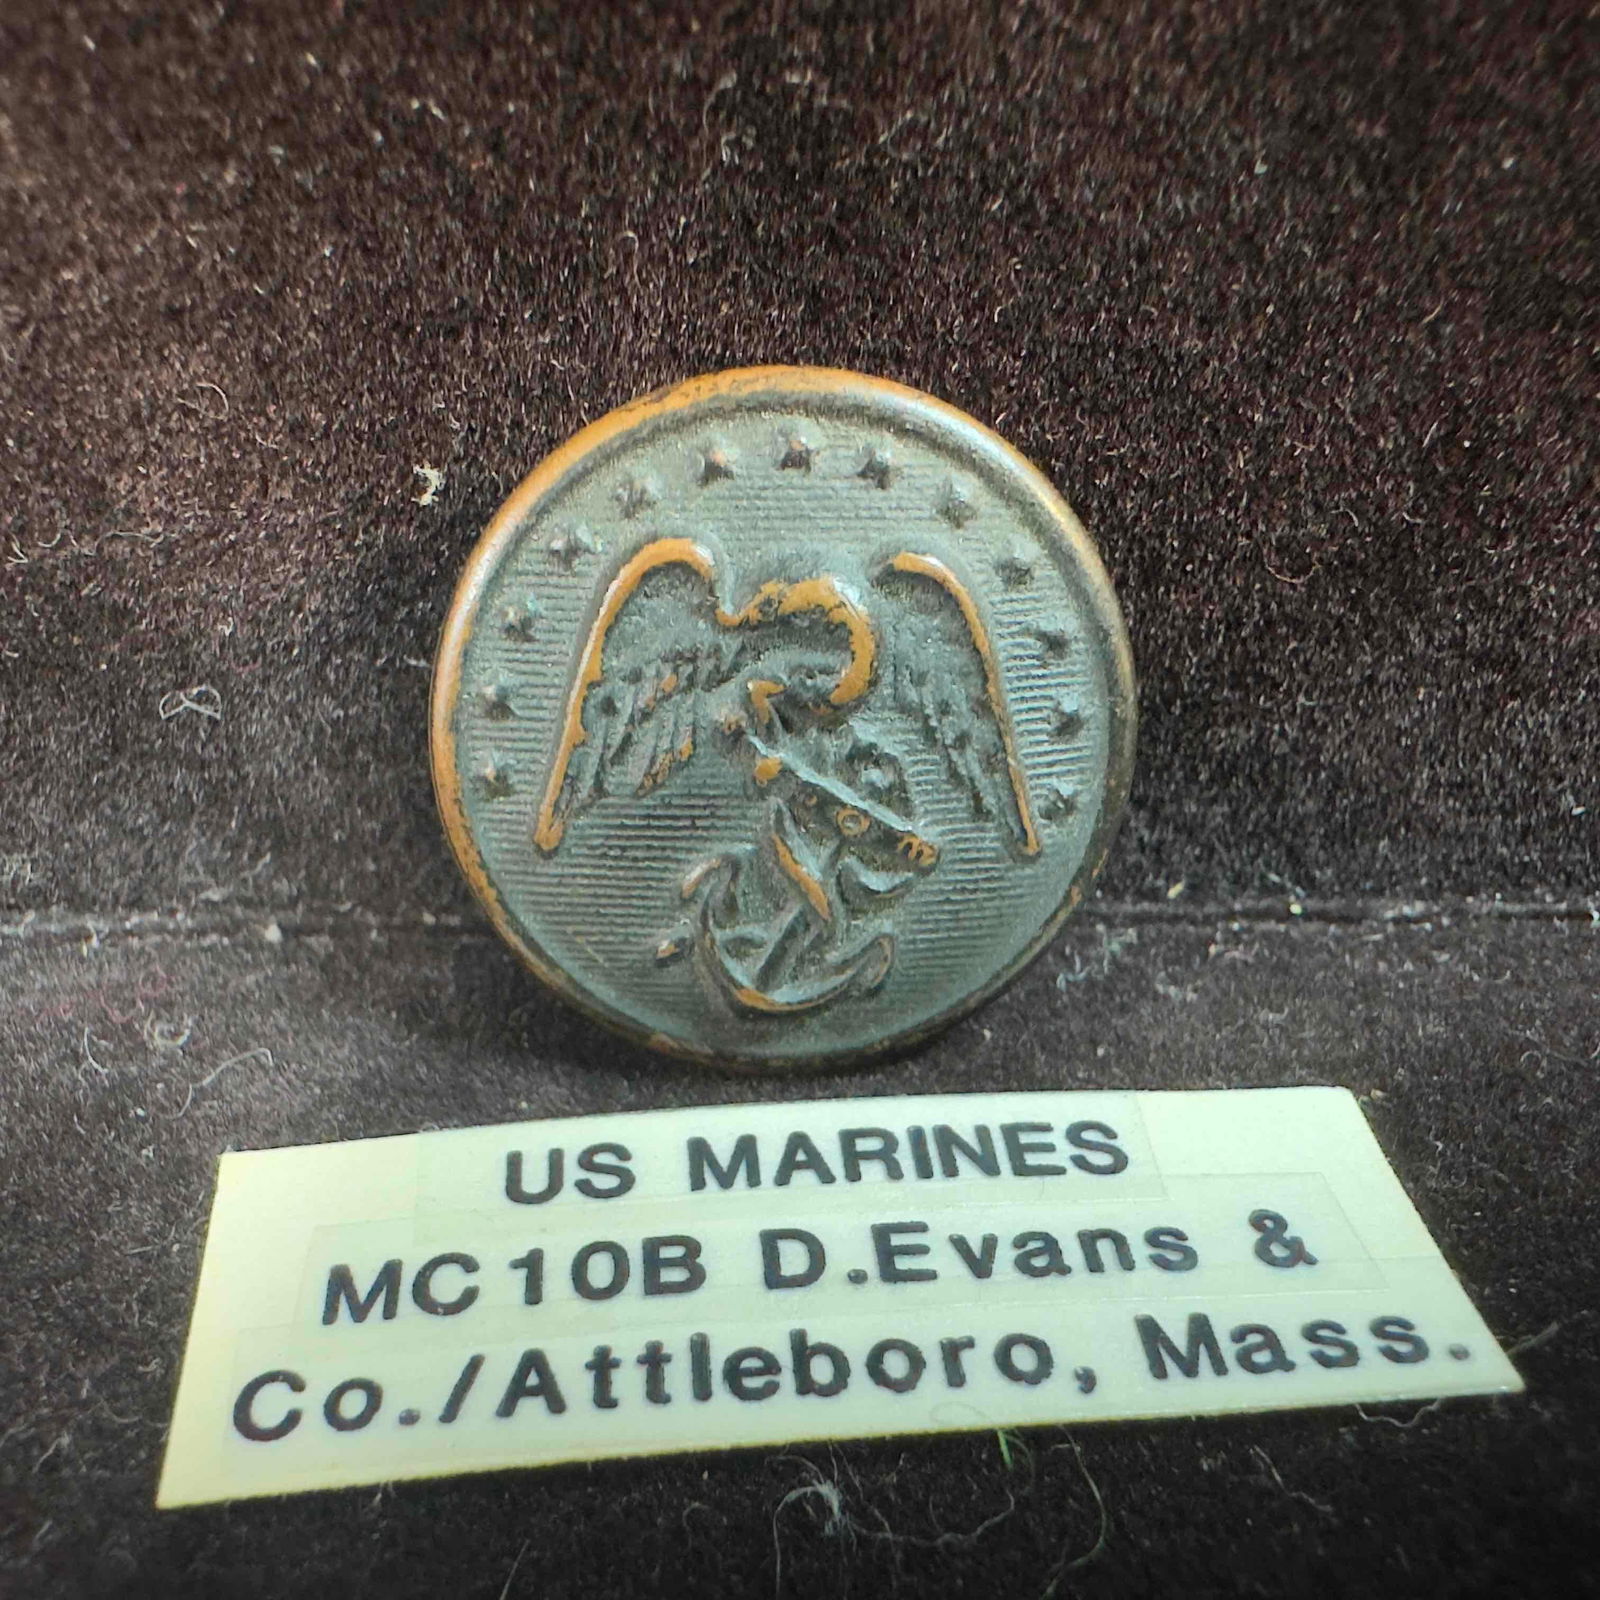 US MARINES
MC10B D.Evans &
Co./Attleboro, Mass.